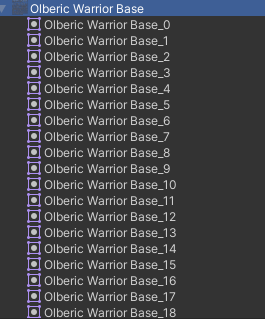 Olberic Warrior Base
Olberic Warrior Base_0
Olberic Warrior Base_1
Olberic Warrior Base_2
Olberic Warrior Base_3
Olberic Warrior Base_4
Olberic Warrior Base_5
Olberic Warrior Base_6
Olberic Warrior Base_7
Olberic Warrior Base_8
Olberic Warrior Base_9
Olberic Warrior Base_10
Olberic Warrior Base_11
Olberic Warrior Base_12
Olberic Warrior Base_13
Olberic Warrior Base_14
Olberic Warrior Base_15
Olberic Warrior Base_16
Olberic Warrior Base_17
Olberic Warrior Base_18